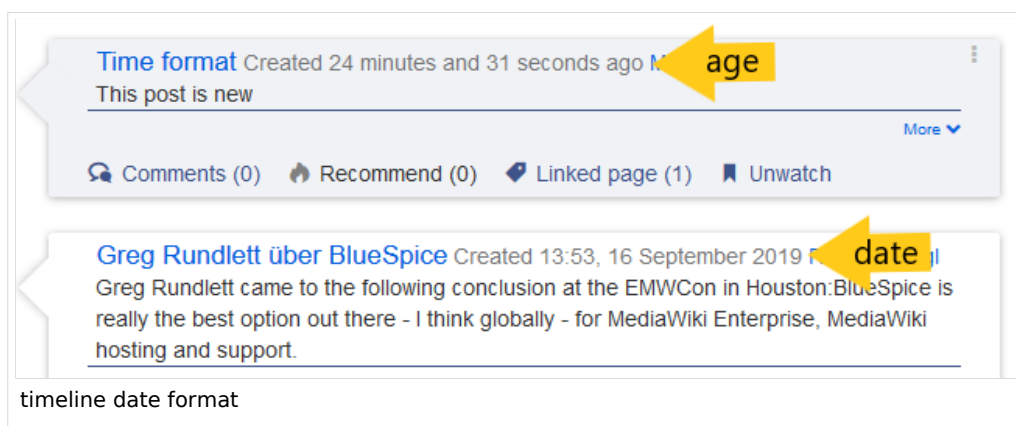 Time format Created 24 minutes and 31 seconds ago age
This post is new
More
Comments (0) Recommend (0) Linked page (1) Unwatch
Greg Rundlett über BlueSpice Created 13:53, 16 September 2019 date
Greg Rundlett came to the following conclusion at the EMWCon in Houston:BlueSpice is
really the best option out there - I think globally - for MediaWiki Enterprise, MediaWiki
hosting and support.
timeline date format